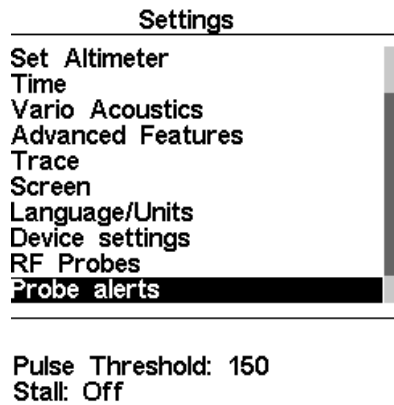 Settings
Set Altimeter
Time
Vario Acoustics
Advanced Features
Trace
Screen
Language/Units
Device settings
RF Probes
Probe alerts
Pulse Threshold: 150
Stall: Off